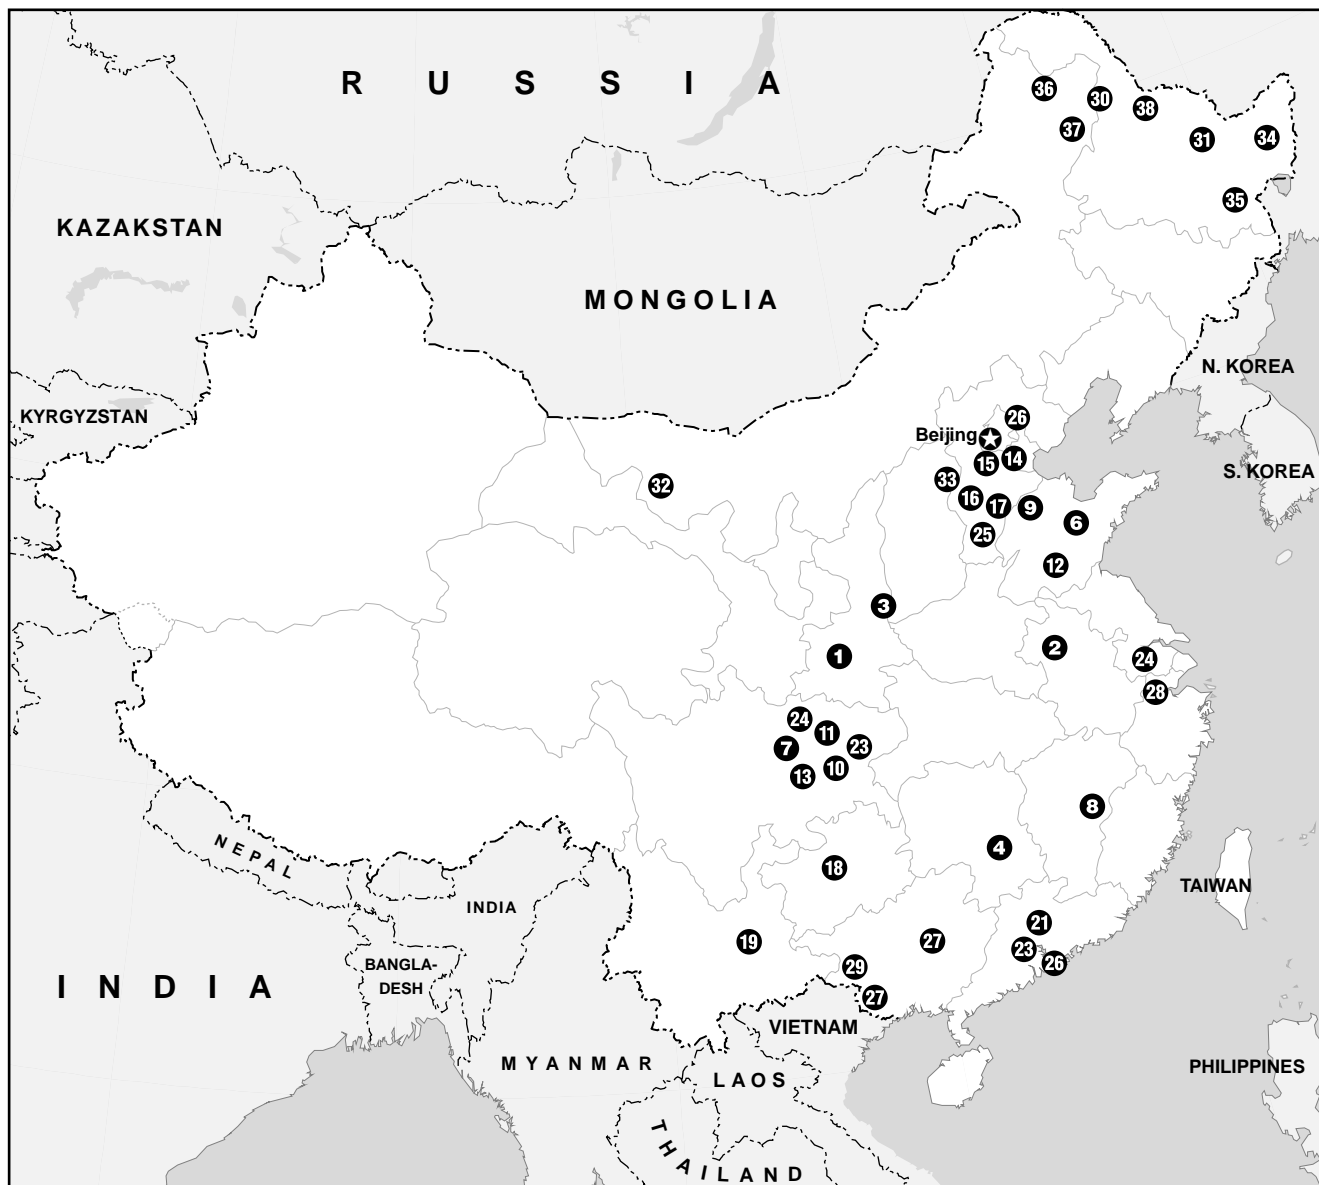 R U S S I A
36
30
38
37
31
34
35
KAZAKSTAN
MONGOLIA
N. KOREA
KYRGYZSTAN
26
Beijing
15
14
S. KOREA
33
32
16
17
9
6
25
12
3
1
2
24
28
24
11
7
23
10
13
8
4
NEPAL
18
TAIWAN
INDIA
21
19
27
23
26
29
BANGLA-
DESH
I N D I A
27
VIETNAM
MYANMAR
LAOS
PHILIPPINES
THAILAND